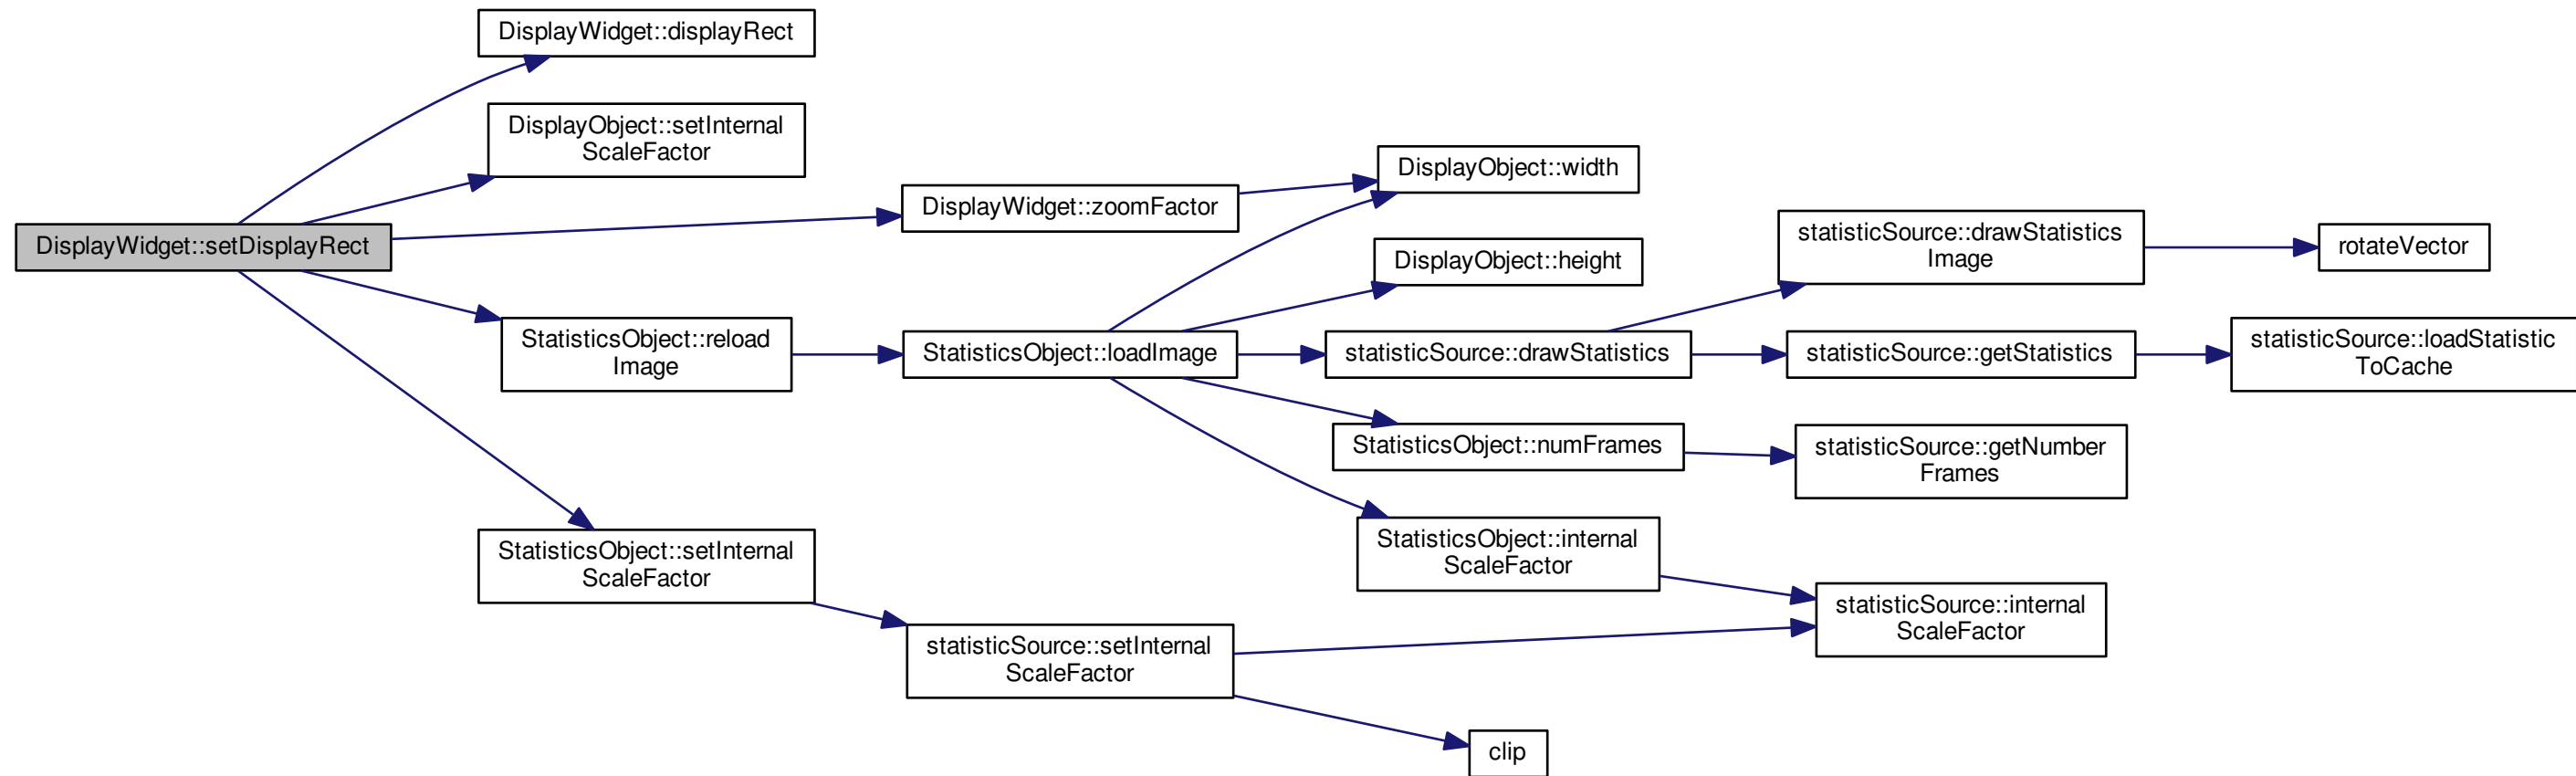 DisplayWidget::displayRect
DisplayObject::setInternal
ScaleFactor
DisplayWidget::setDisplayRect
DisplayWidget::zoomFactor
DisplayObject::width
DisplayObject::height
StatisticsObject::reload
Image
StatisticsObject::loadImage
statisticSource::drawStatistics
statisticSource::drawStatistics
Image
rotateVector
statisticSource::getStatistics
statisticSource::loadStatistic
ToCache
StatisticsObject::numFrames
statisticSource::getNumber
Frames
StatisticsObject::internal
ScaleFactor
StatisticsObject::setInternal
ScaleFactor
statisticSource::setInternal
ScaleFactor
statisticSource::internal
ScaleFactor
clip